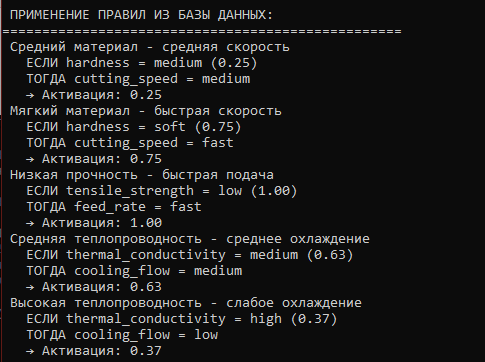 ПРИМЕНЕНИЕ ПРАВИЛ ИЗ БАЗЫ ДАННЫХ:
==================================================
Средний материал - средняя скорость
ЕСЛИ hardness = medium (0.25)
ТОГДА cutting_speed = medium
→ Активация: 0.25
Мягкий материал - быстрая скорость
ЕСЛИ hardness = soft (0.75)
ТОГДА cutting_speed = fast
→ Активация: 0.75
Низкая прочность - быстрая подача
ЕСЛИ tensile_strength = low (1.00)
ТОГДА feed_rate = fast
→ Активация: 1.00
Средняя теплопроводность - среднее охлаждение
ЕСЛИ thermal_conductivity = medium (0.63)
ТОГДА cooling_flow = medium
→ Активация: 0.63
Высокая теплопроводность - слабое охлаждение
ЕСЛИ thermal_conductivity = high (0.37)
ТОГДА cooling_flow = low
→ Активация: 0.37